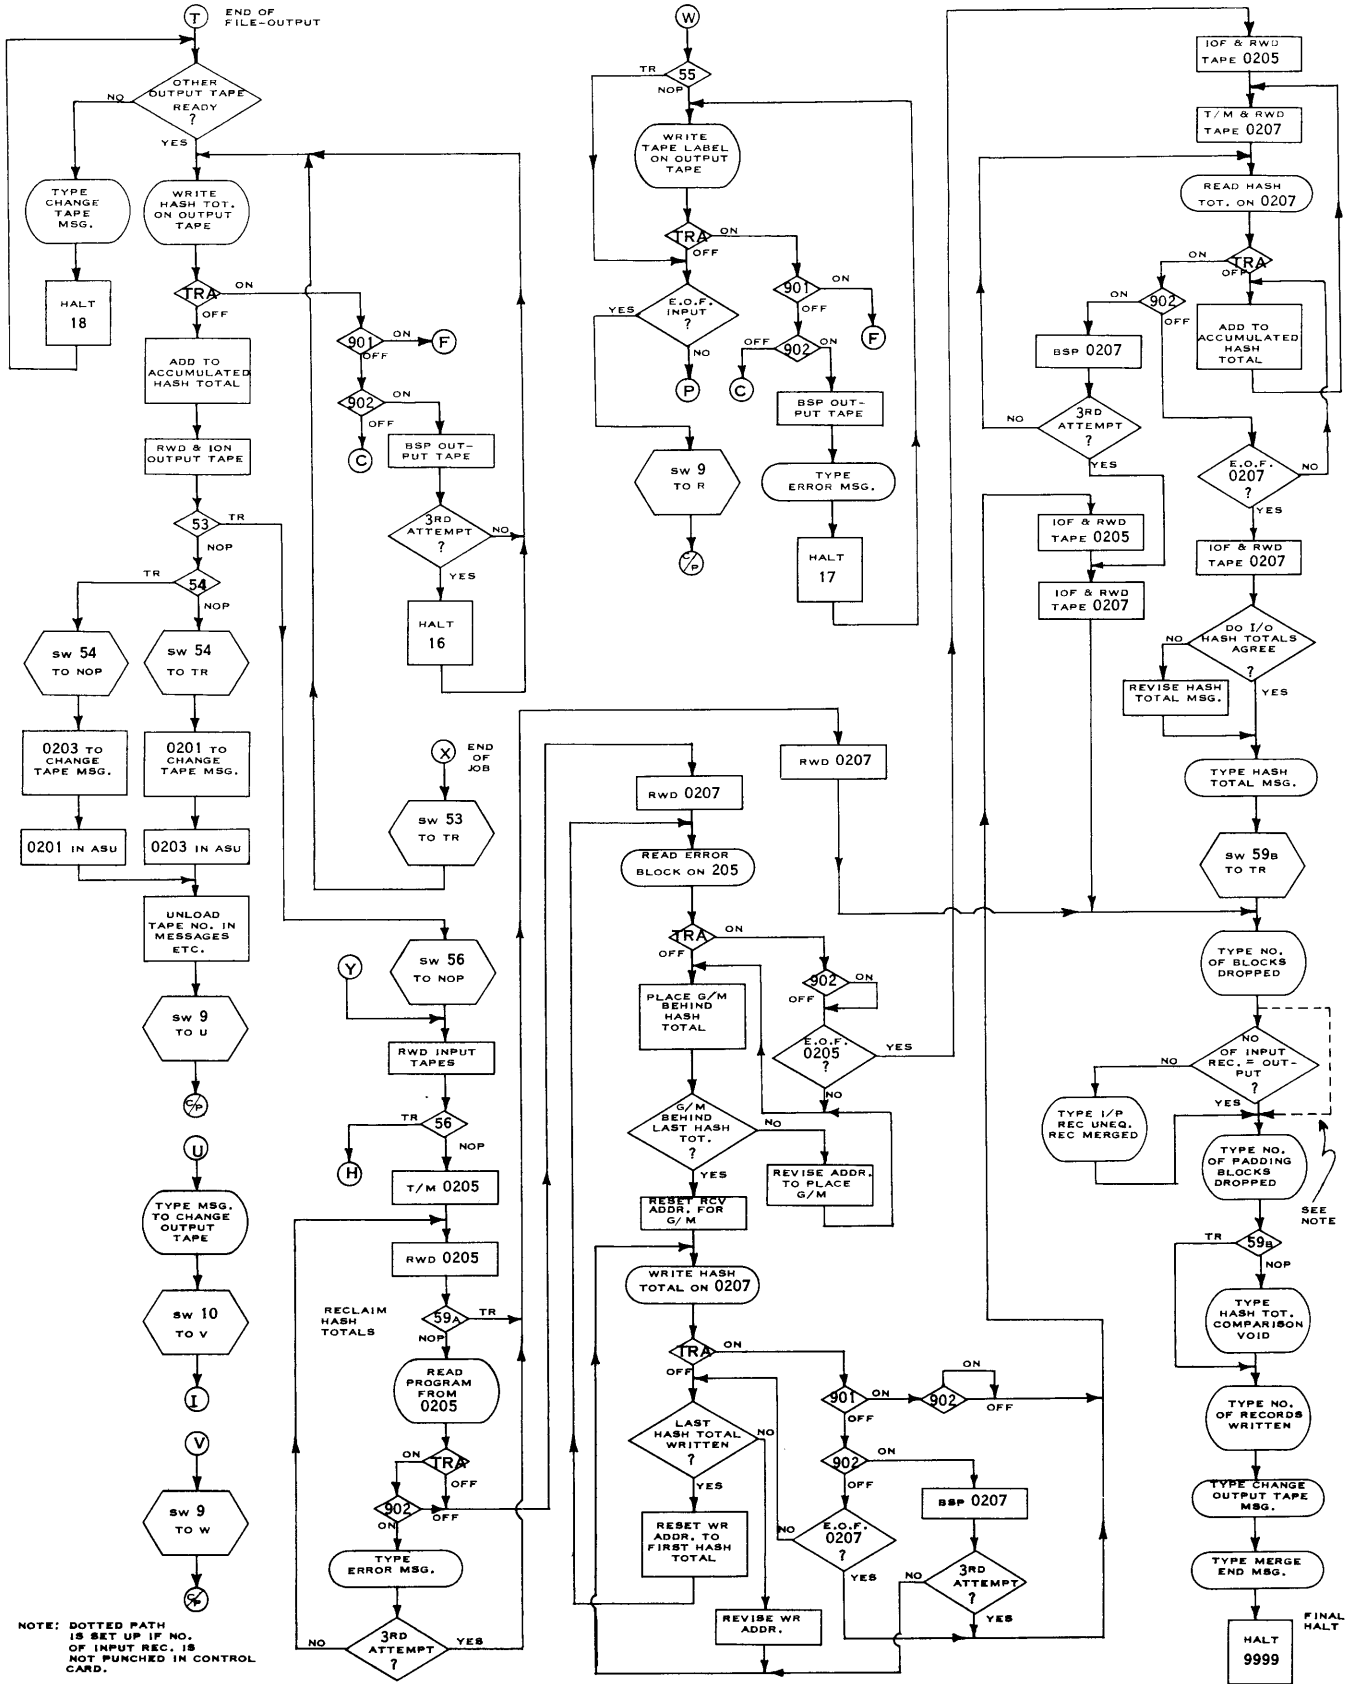 T
END OF
FILE-OUTPUT
OTHER
OUTPUT TAPE
READY
?
NO
YES
TYPE
CHANGE
TAPE
MSG.
HALT
18
WRITE
HASH TOT.
ON OUTPUT
TAPE
TRA
ON
OFF
ADD TO
ACCUMULATED
HASH TOTAL
RWD & ION
OUTPUT TAPE
53
TR
NOP
54
TR
NOP
SW 54
TO NOP
SW 54
TO TR
0203 TO
CHANGE
TAPE MSG.
0201 TO
CHANGE
TAPE MSG.
0201 IN ASU
0203 IN ASU
UNLOAD
TAPE NO. IN
MESSAGES
ETC.
SW 9
TO U
C/P
U
TYPE MSG.
TO CHANGE
OUTPUT
TAPE
SW 10
TO V
I
V
SW 9
TO W
C/P
NOTE: DOTTED PATH
IS SET UP IF NO.
OF INPUT REC. IS
NOT PUNCHED IN CONTROL
CARD.
901
ON
F
OFF
902
ON
OFF
C
BSP OUT-
PUT TAPE
3RD
ATTEMPT
?
NO
YES
HALT
16
X
END
OF
JOB
SW 53
TO TR
SW 56
TO NOP
Y
RWD INPUT
TAPES
56
TR
NOP
H
T/M 0205
RWD 0205
RECLAIM
HASH
TOTALS
59A
TR
NOP
READ
PROGRAM
FROM
0205
TRA
ON
OFF
902
OFF
ON
TYPE
ERROR MSG.
3RD
ATTEMPT
?
NO
YES
W
55
TR
NOP
WRITE
TAPE LABEL
ON OUTPUT
TAPE
TRA
ON
OFF
E.O.F.
INPUT
?
YES
NO
P
SW 9
TO R
C/P
901
ON
OFF
F
902
OFF
ON
C
BSP OUT-
PUT TAPE
TYPE
ERROR MSG.
HALT
17
RWD 0207
RWD 0207
READ ERROR
BLOCK ON 205
TRA
ON
OFF
902
ON
OFF
PLACE G/M
BEHIND
HASH
TOTAL
E.O.F.
0205
?
YES
NO
G/M
BEHIND
LAST HASH
TOT.
?
NO
YES
REVISE ADDR.
TO PLACE
G/M
RESET RCV
ADDR. FOR
G/M
WRITE HASH
TOTAL ON 0207
TRA
ON
OFF
901
ON
OFF
902
ON
OFF
LAST
HASH TOTAL
WRITTEN
?
NO
YES
902
ON
OFF
BSP 0207
RESET WR
ADDR. TO
FIRST HASH
TOTAL
E.O.F.
0207
?
NO
YES
3RD
ATTEMPT
?
NO
YES
REVISE WR
ADDR.
IOF & RWD
TAPE 0205
T/M & RWD
TAPE 0207
READ HASH
TOT. ON 0207
TRA
ON
OFF
902
ON
OFF
BSP 0207
ADD TO
ACCUMULATED
HASH
TOTAL
3RD
ATTEMPT
?
NO
YES
E.O.F.
0207
?
NO
YES
IOF & RWD
TAPE 0205
IOF & RWD
TAPE 0207
IOF & RWD
TAPE 0207
DO I/O
HASH TOTALS
AGREE
?
NO
YES
REVISE HASH
TOTAL MSG.
TYPE HASH
TOTAL MSG.
SW 59B
TO TR
TYPE NO.
OF BLOCKS
DROPPED
NO
OF INPUT
REC. = OUT-
PUT
?
NO
YES
TYPE I/P
REC UNEQ.
REC MERGED
TYPE NO.
OF PADDING
BLOCKS
DROPPED
SEE
NOTE
59B
TR
NOP
TYPE
HASH TOT.
COMPARISON
VOID
TYPE NO.
OF RECORDS
WRITTEN
TYPE CHANGE
OUTPUT TAPE
MSG.
TYPE MERGE
END MSG.
HALT
9999
FINAL
HALT